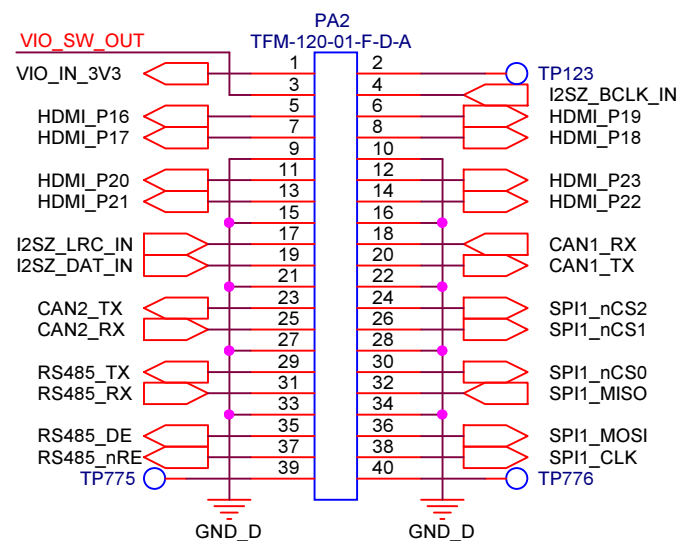 PA2
VIO_SW_OUT TFM-120-01-F-D-A
VIO_IN_3V3 1 2 TP123
3 4 I2SZ_BCLK_IN
HDMI_P16 5 6 HDMI_P19
HDMI_P17 7 8 HDMI_P18
9 10
HDMI_P20 11 12 HDMI_P23
HDMI_P21 13 14 HDMI_P22
15 16
I2SZ_LRC_IN 17 18 CAN1_RX
I2SZ_DAT_IN 19 20 CAN1_TX
21 22
CAN2_TX 23 24 SPI1_nCS2
CAN2_RX 25 26 SPI1_nCS1
27 28
RS485_TX 29 30 SPI1_nCS0
RS485_RX 31 32 SPI1_MISO
33 34
RS485_DE 35 36 SPI1_MOSI
RS485_nRE 37 38 SPI1_CLK
TP775 39 40 TP776
GND_D GND_D